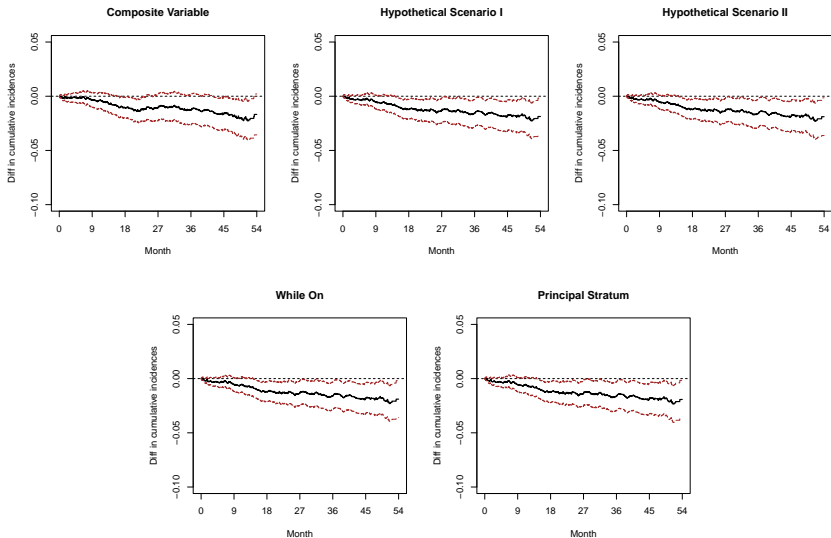 Composite Variable
Diff in cumulative incidences
0.05
0.00
−0.05
−0.10
0 9 18 27 36 45 54
Month
Hypothetical Scenario I
Diff in cumulative incidences
0.05
0.00
−0.05
−0.10
0 9 18 27 36 45 54
Month
Hypothetical Scenario II
Diff in cumulative incidences
0.05
0.00
−0.05
−0.10
0 9 18 27 36 45 54
Month
While On
Diff in cumulative incidences
0.05
0.00
−0.05
−0.10
0 9 18 27 36 45 54
Month
Principal Stratum
Diff in cumulative incidences
0.05
0.00
−0.05
−0.10
0 9 18 27 36 45 54
Month